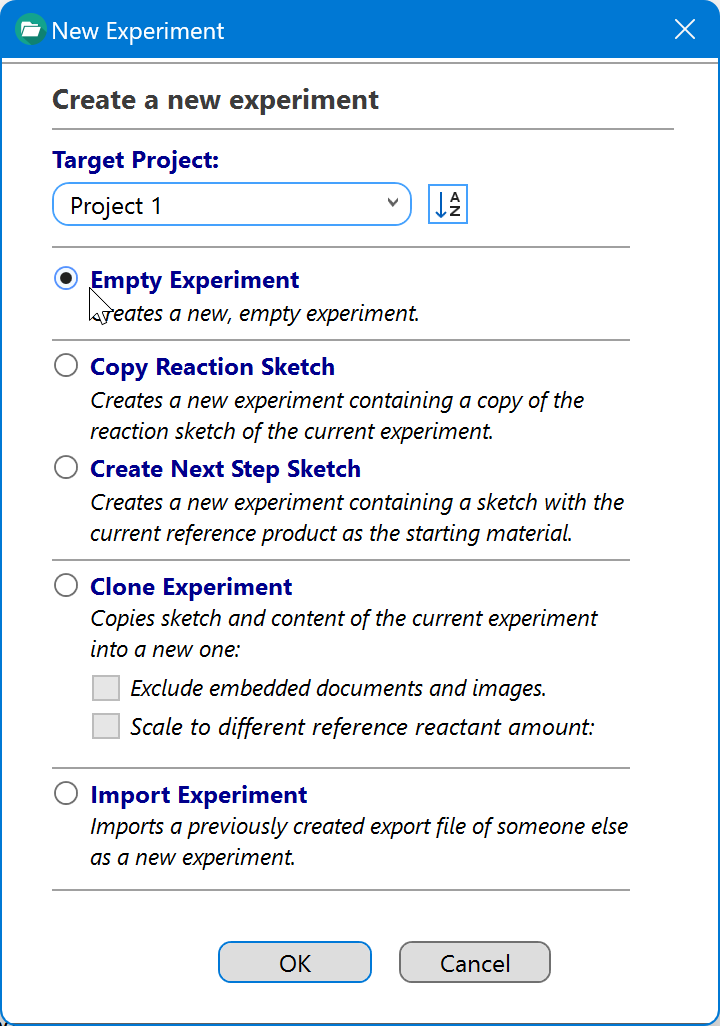 New Experiment
Create a new experiment
Target Project:
Project 1
A
Z
Empty Experiment
Creates a new, empty experiment.
Copy Reaction Sketch
Creates a new experiment containing a copy of the
reaction sketch of the current experiment.
Create Next Step Sketch
Creates a new experiment containing a sketch with the
current reference product as the starting material.
Clone Experiment
Copies sketch and content of the current experiment
into a new one:
Exclude embedded documents and images.
Scale to different reference reactant amount:
Import Experiment
Imports a previously created export file of someone else
as a new experiment.
OK
Cancel